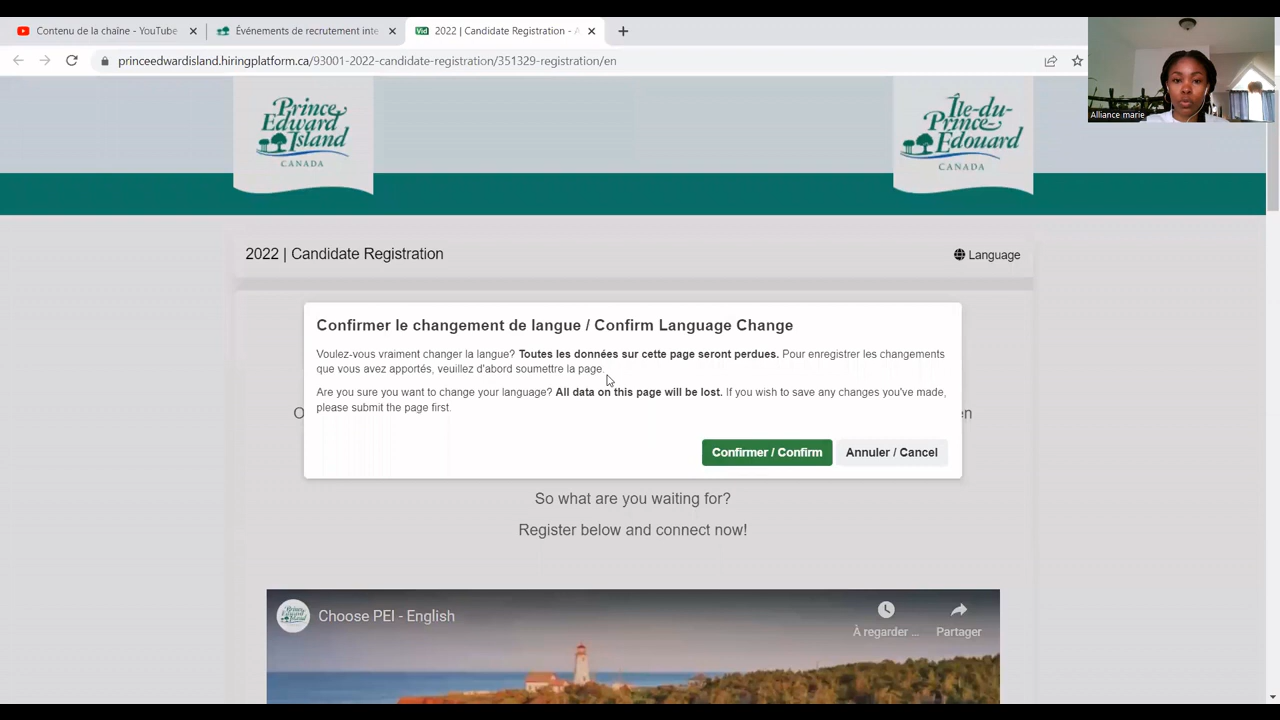 Contenu de la chaîne - YouTube
Événements de recrutement inte
2022 | Candidate Registration - A
princeedwardisland.hiringplatform.ca/93001-2022-candidate-registration/351329-registration/en
Alliance marie
Prince
Edward
Island
CANADA
Île-du-
Prince
Édouard
CANADA
2022 | Candidate Registration
Language
Confirmer le changement de langue / Confirm Language Change
Voulez-vous vraiment changer la langue? Toutes les données sur cette page seront perdues. Pour enregistrer les changements
que vous avez apportés, veuillez d'abord soumettre la page.
Are you sure you want to change your language? All data on this page will be lost. If you wish to save any changes you've made,
please submit the page first.
O
en
Confirmer / Confirm
Annuler / Cancel
So what are you waiting for?
Register below and connect now!
Prince
Edward
Island
Choose PEI - English
À regarder ...
Partager